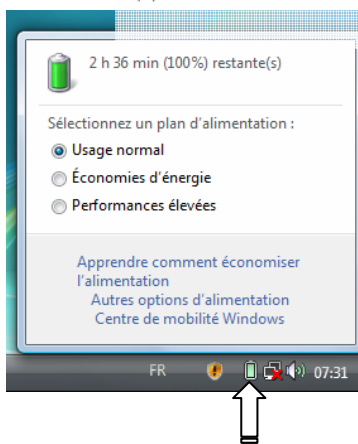 2 h 36 min (100%) restante(s)
Sélectionnez un plan d'alimentation :
Usage normal
Économies d'énergie
Performances élevées
Apprendre comment économiser
l'alimentation
Autres options d'alimentation
Centre de mobilité Windows
FR 07:31